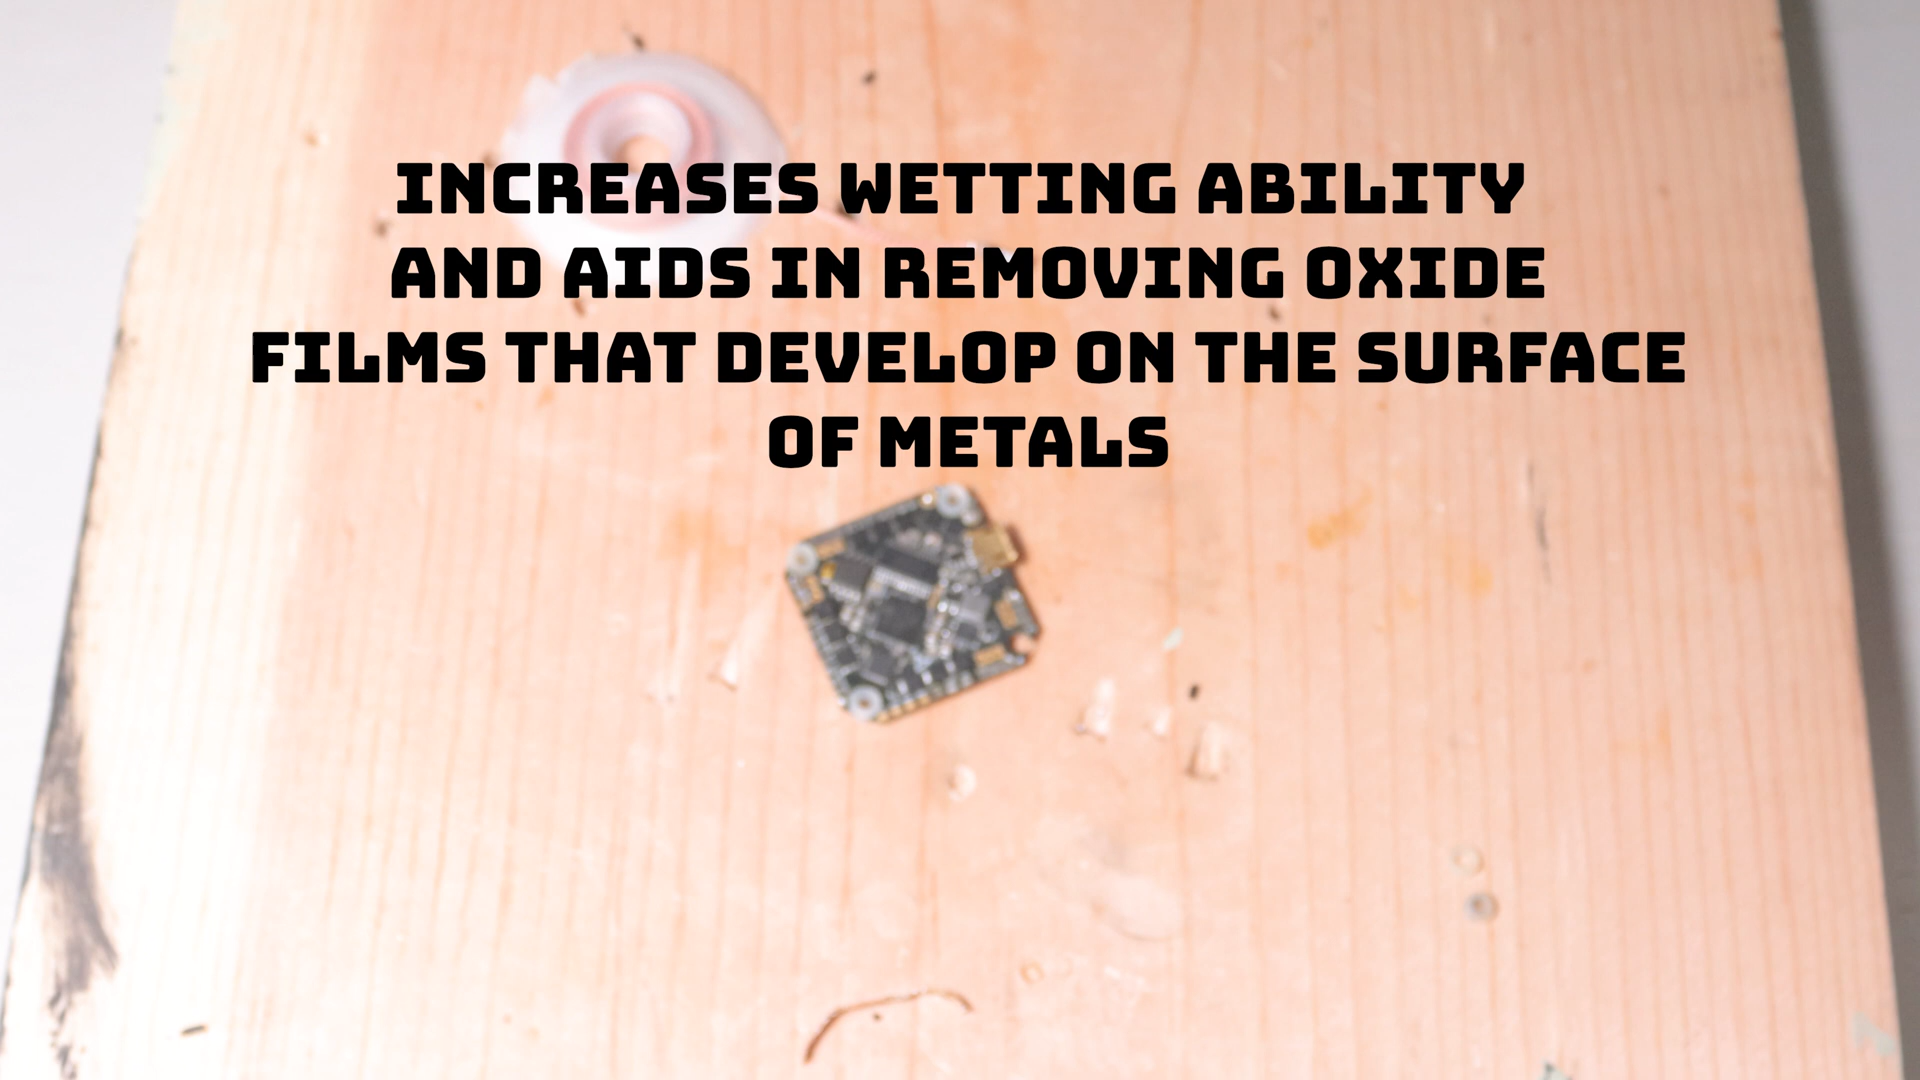 INCREASES WETTING ABILITY
AND AIDS IN REMOVING OXIDE
FILMS THAT DEVELOP ON THE SURFACE
OF METALS